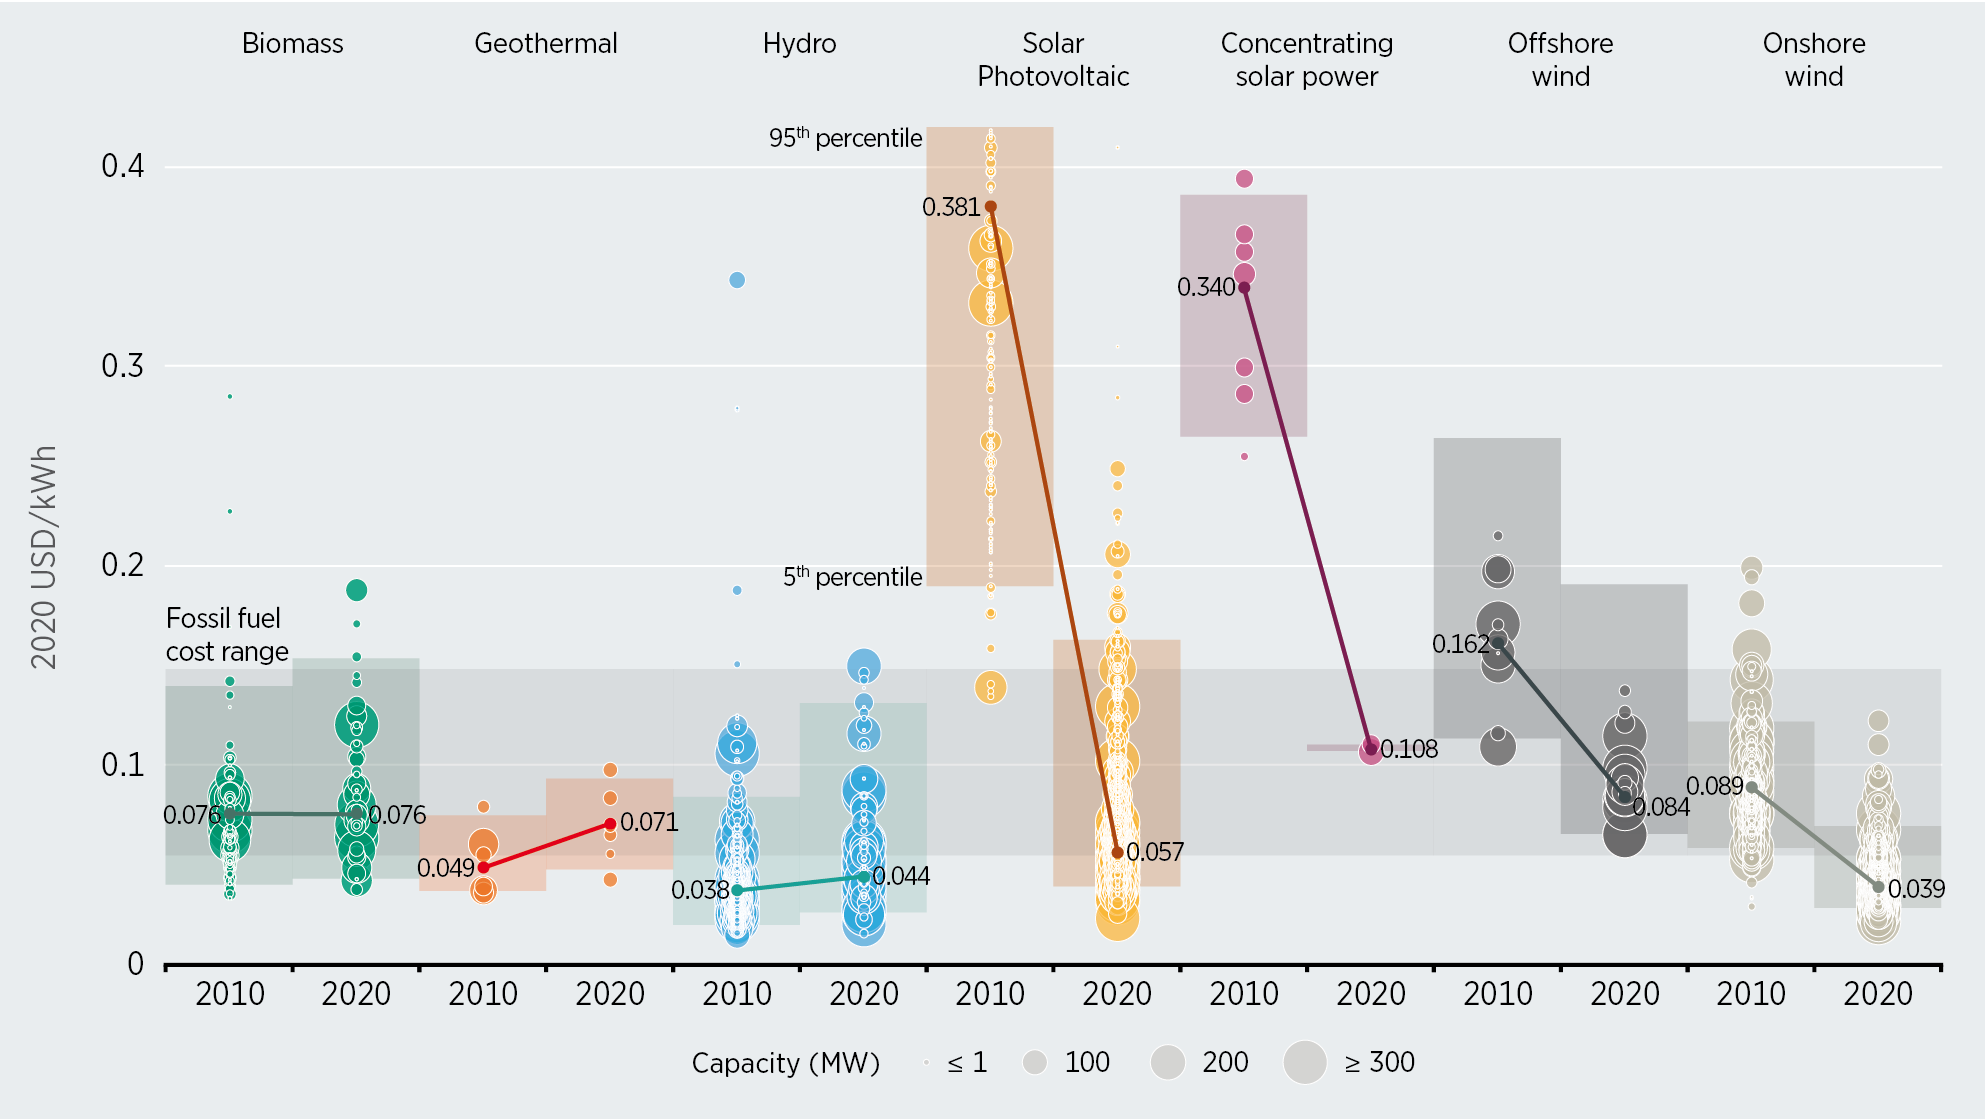 Biomass
Geothermal
Hydro
Solar
Photovoltaic
Concentrating
solar power
Offshore
wind
Onshore
wind
95th percentile
5th percentile
Fossil fuel
cost range
2020 USD/kWh
0.4
0.3
0.2
0.1
0
0.076
0.076
0.049
0.071
0.038
0.044
0.381
0.057
0.340
0.108
0.162
0.084
0.089
0.039
2010 2020 2010 2020 2010 2020 2010 2020 2010 2020 2010 2020 2010 2020
Capacity (MW) ≤ 1 100 200 ≥ 300